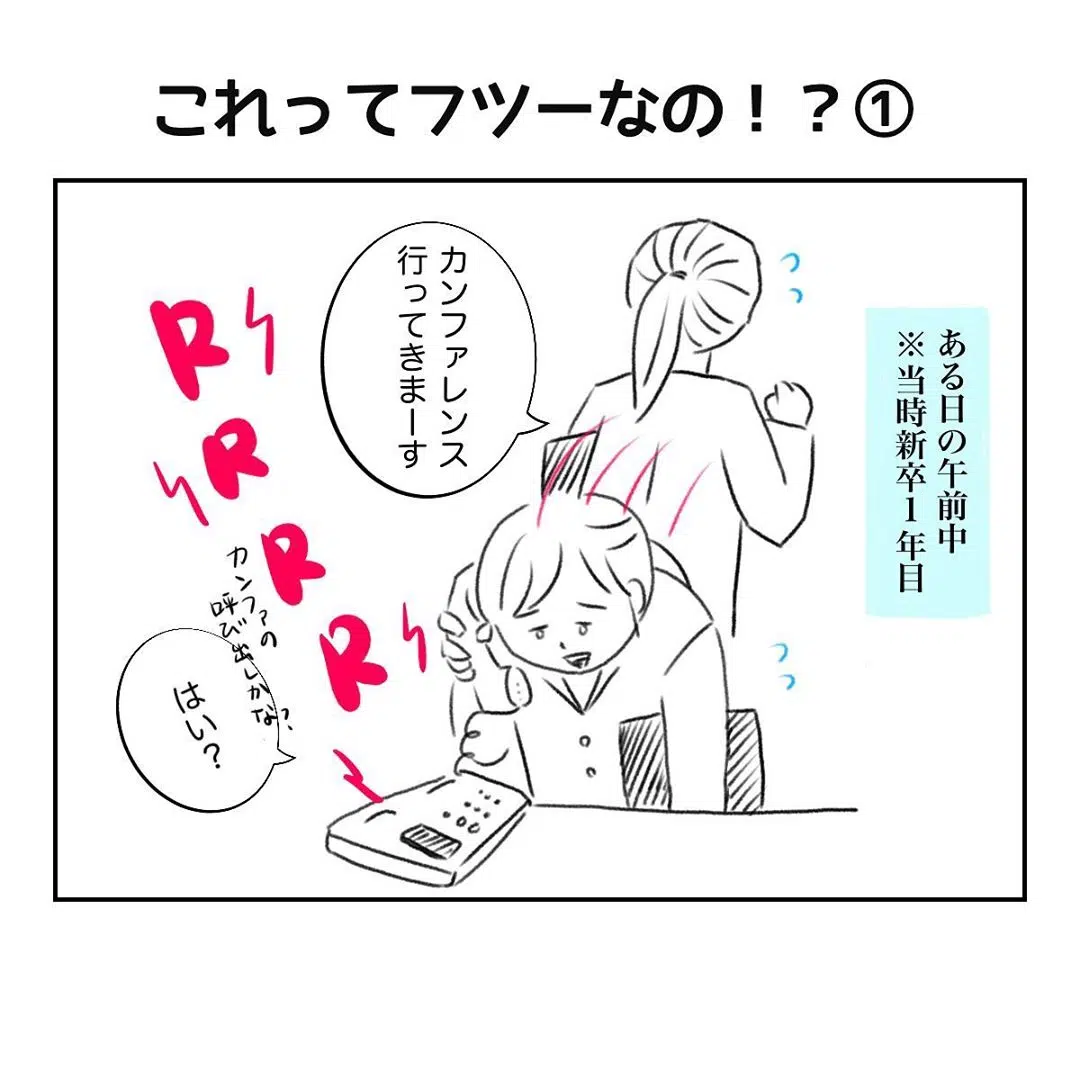 これってフツーなの！？①
ある日の午前中
※当時新卒１年目
カンファレンス
行ってきまーす
R
R
R
R
カンファの
呼び出しかな？
はい？